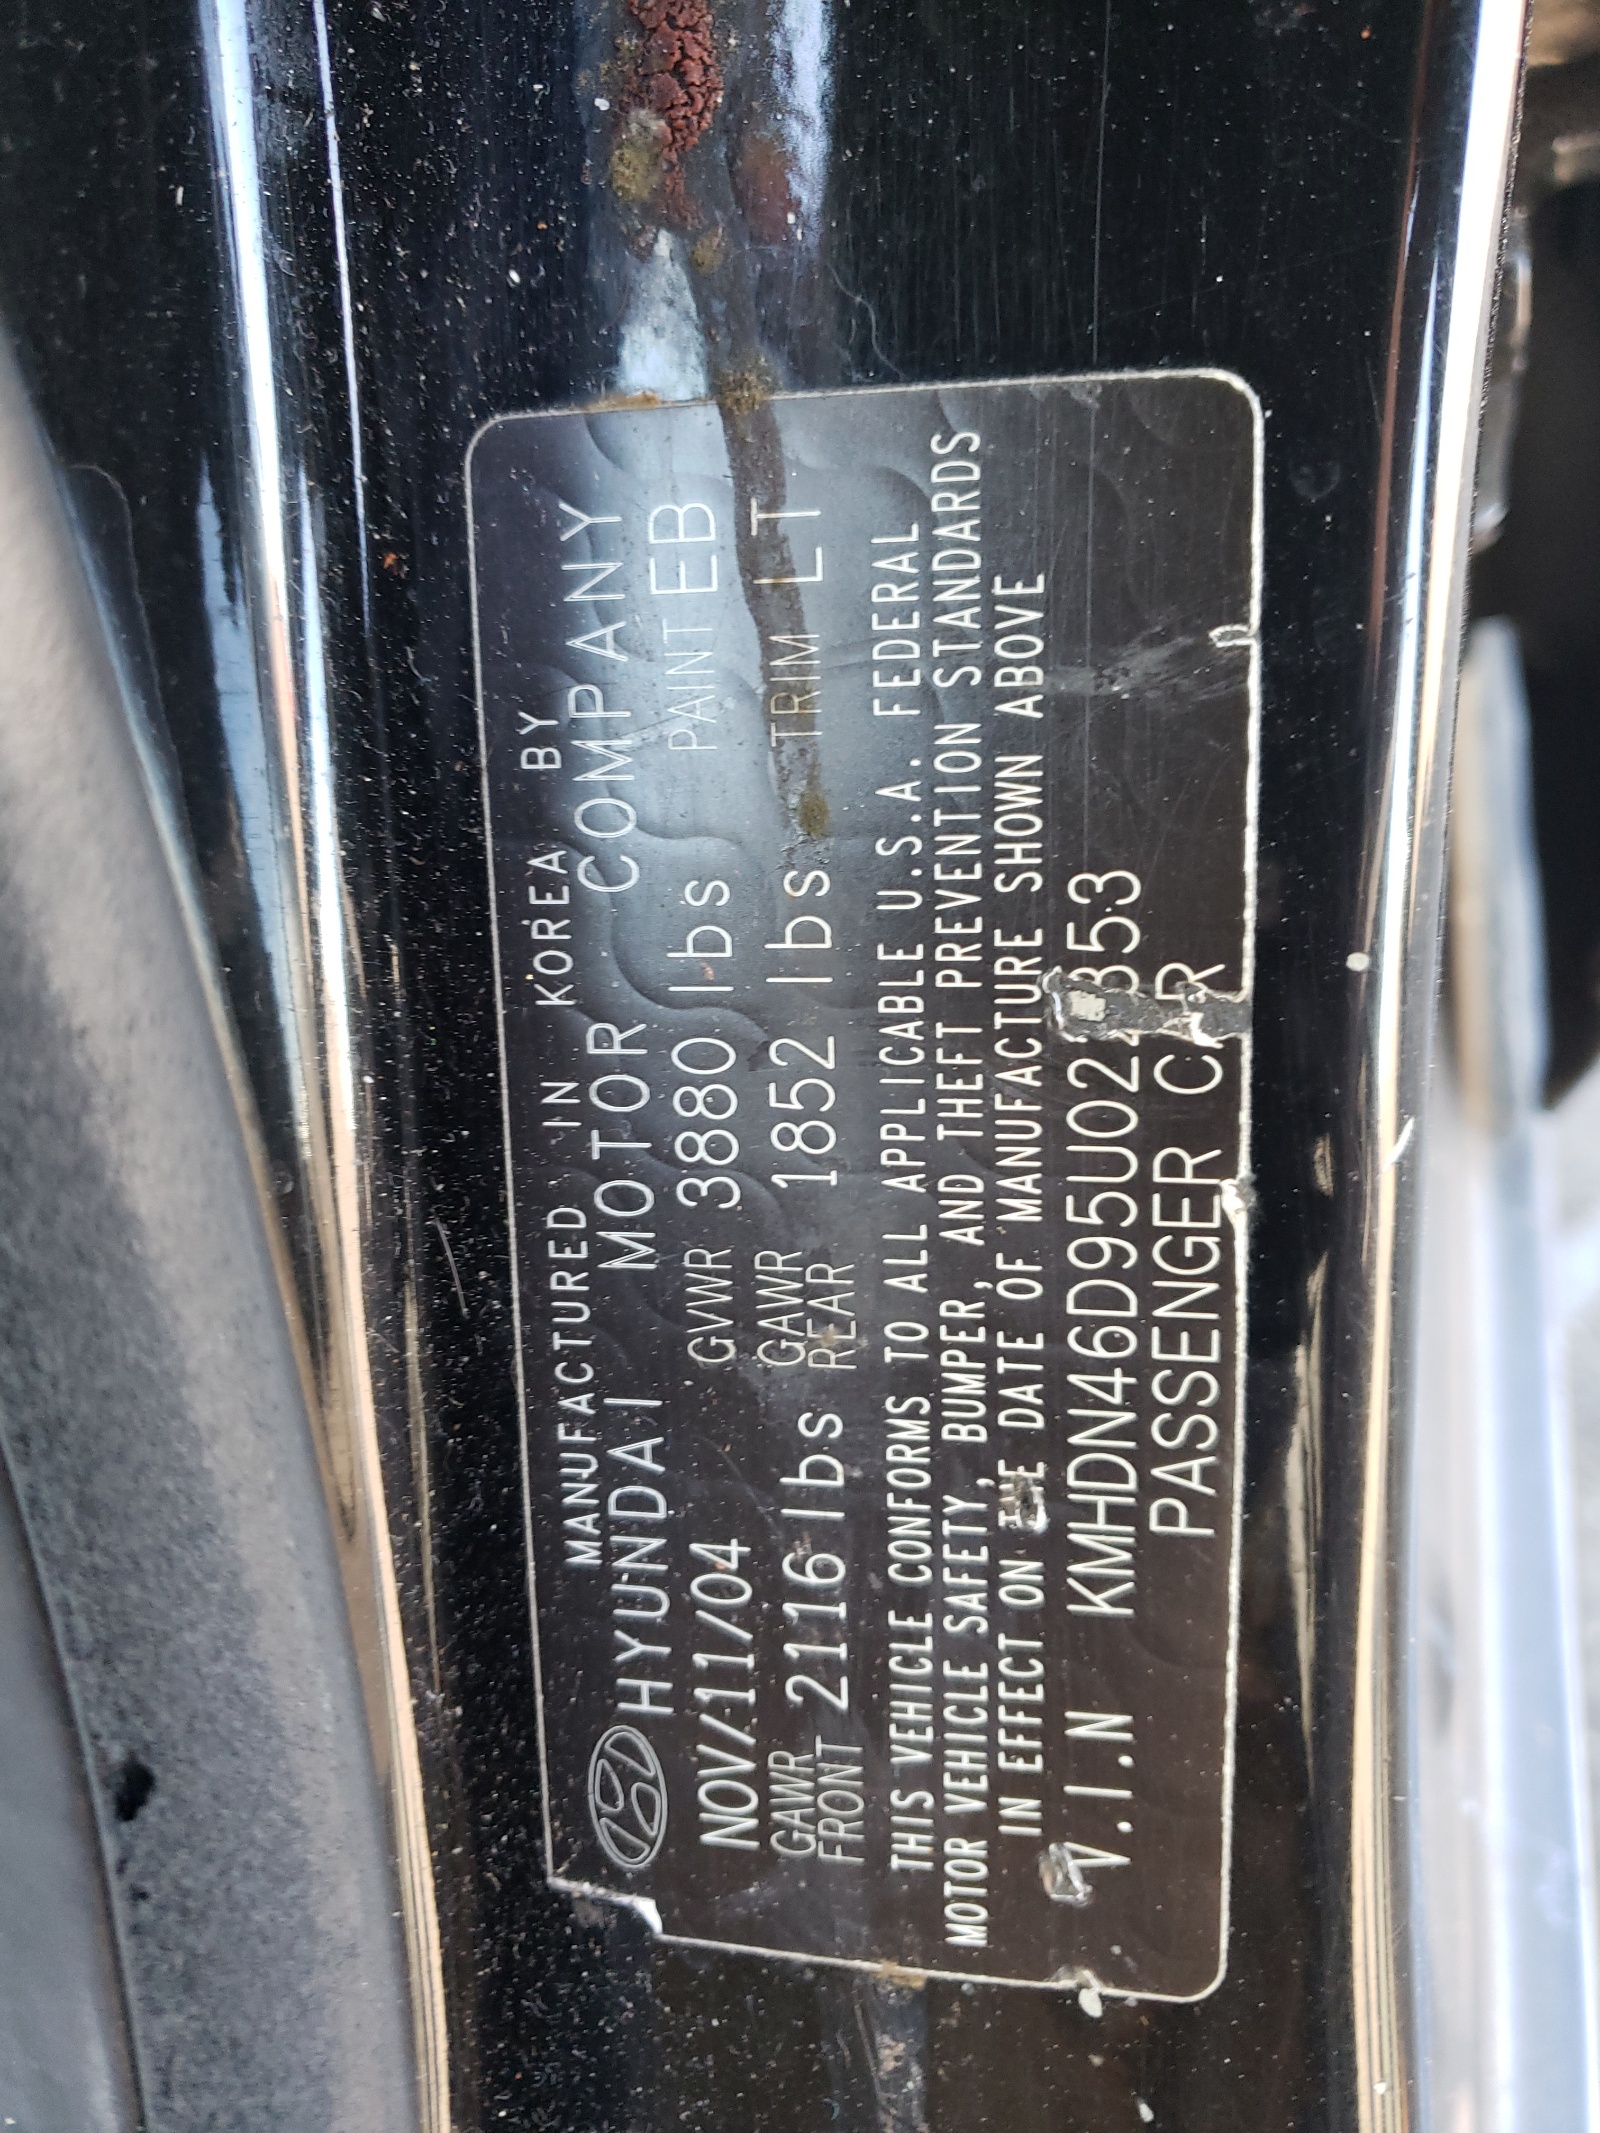 MANUFACTURED IN KOREA BY
HYUNDAI MOTOR COMPANY
NOV/11/04 GVWR 3880 lbs PAINT EB
GAWR FRONT 2116 lbs GAWR REAR 1852 lbs TRIM LT
THIS VEHICLE CONFORMS TO ALL APPLICABLE U.S.A. FEDERAL
MOTOR VEHICLE SAFETY, BUMPER, AND THEFT PREVENTION STANDARDS
IN EFFECT ON THE DATE OF MANUFACTURE SHOWN ABOVE
V.I.N
PASSENGER